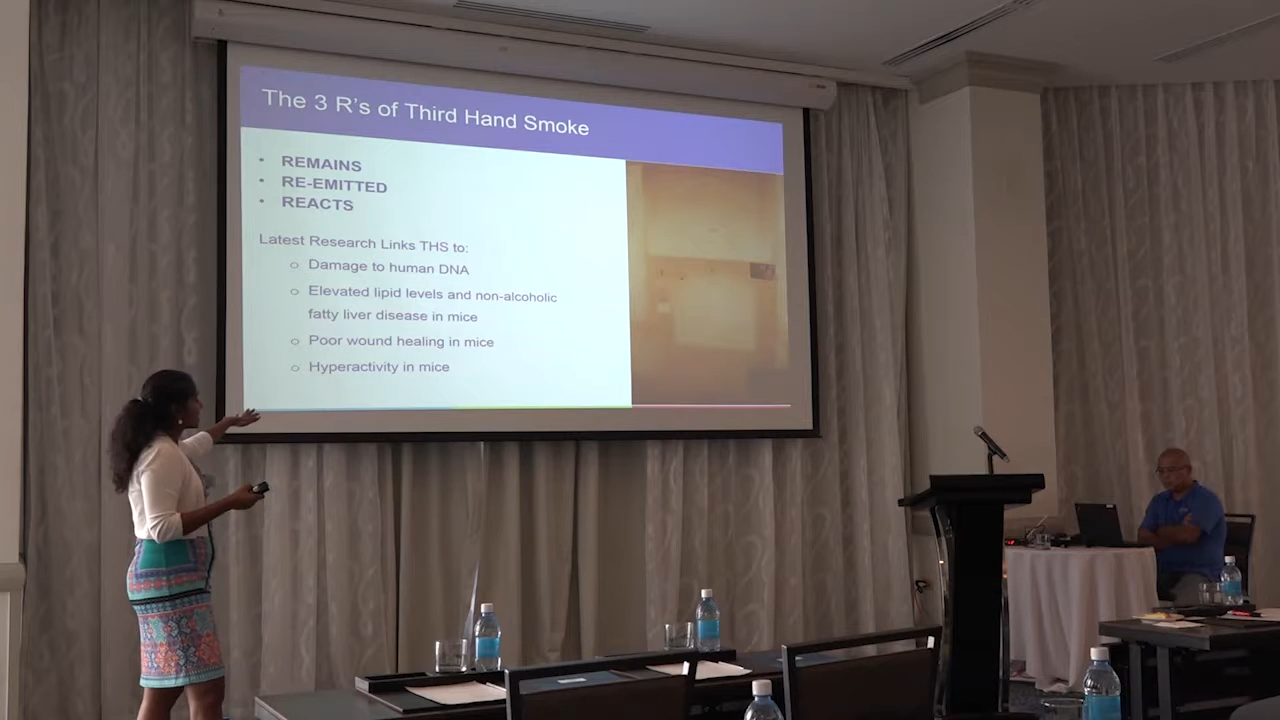 The 3 R's of Third Hand Smoke
• REMAINS
• RE-EMITTED
• REACTS
Latest Research Links THS to:
○ Damage to human DNA
○ Elevated lipid levels and non-alcoholic
fatty liver disease in mice
○ Poor wound healing in mice
○ Hyperactivity in mice